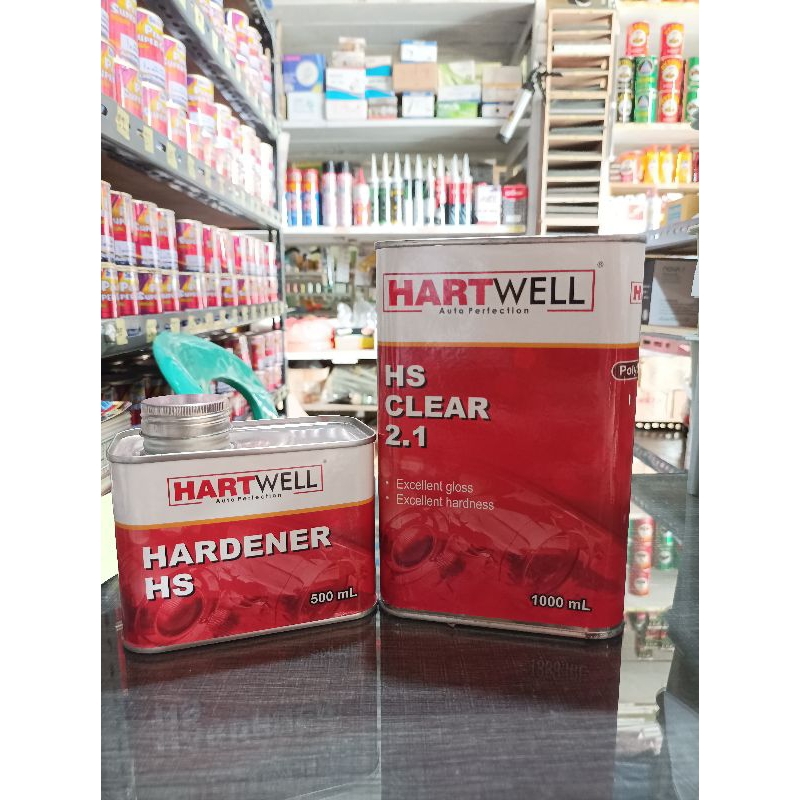 HARTWELL
®
Auto Perfection
HS
CLEAR
2.1
• Excellent gloss
• Excellent hardness
1000 mL
HARTWELL
®
Auto Perfection
HARDENER
HS
500 mL